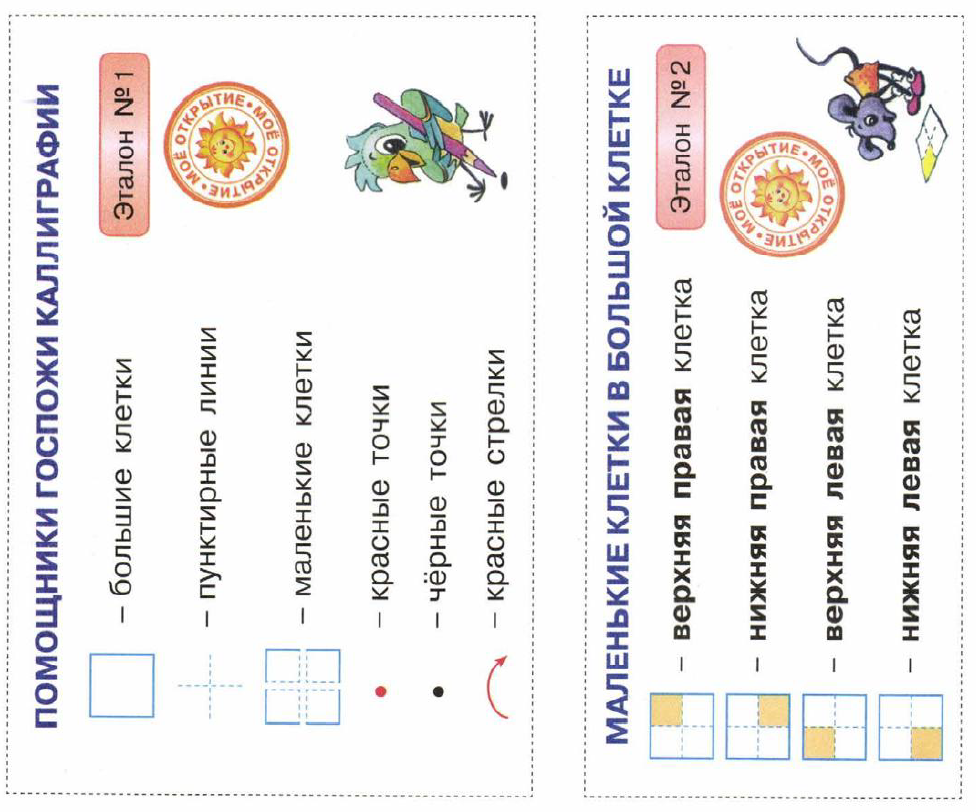 ПОМОЩНИКИ ГОСПОЖИ КАЛЛИГРАФИИ
Эталон № 1
• МОЁ ОТКРЫТИЕ • МОЁ ОТКРЫТИЕ
– большие клетки
– пунктирные линии
– маленькие клетки
– красные точки
– чёрные точки
– красные стрелки
МАЛЕНЬКИЕ КЛЕТКИ В БОЛЬШОЙ КЛЕТКЕ
Эталон № 2
• МОЁ ОТКРЫТИЕ • МОЁ ОТКРЫТИЕ
– верхняя правая клетка
– нижняя правая клетка
– верхняя левая клетка
– нижняя левая клетка